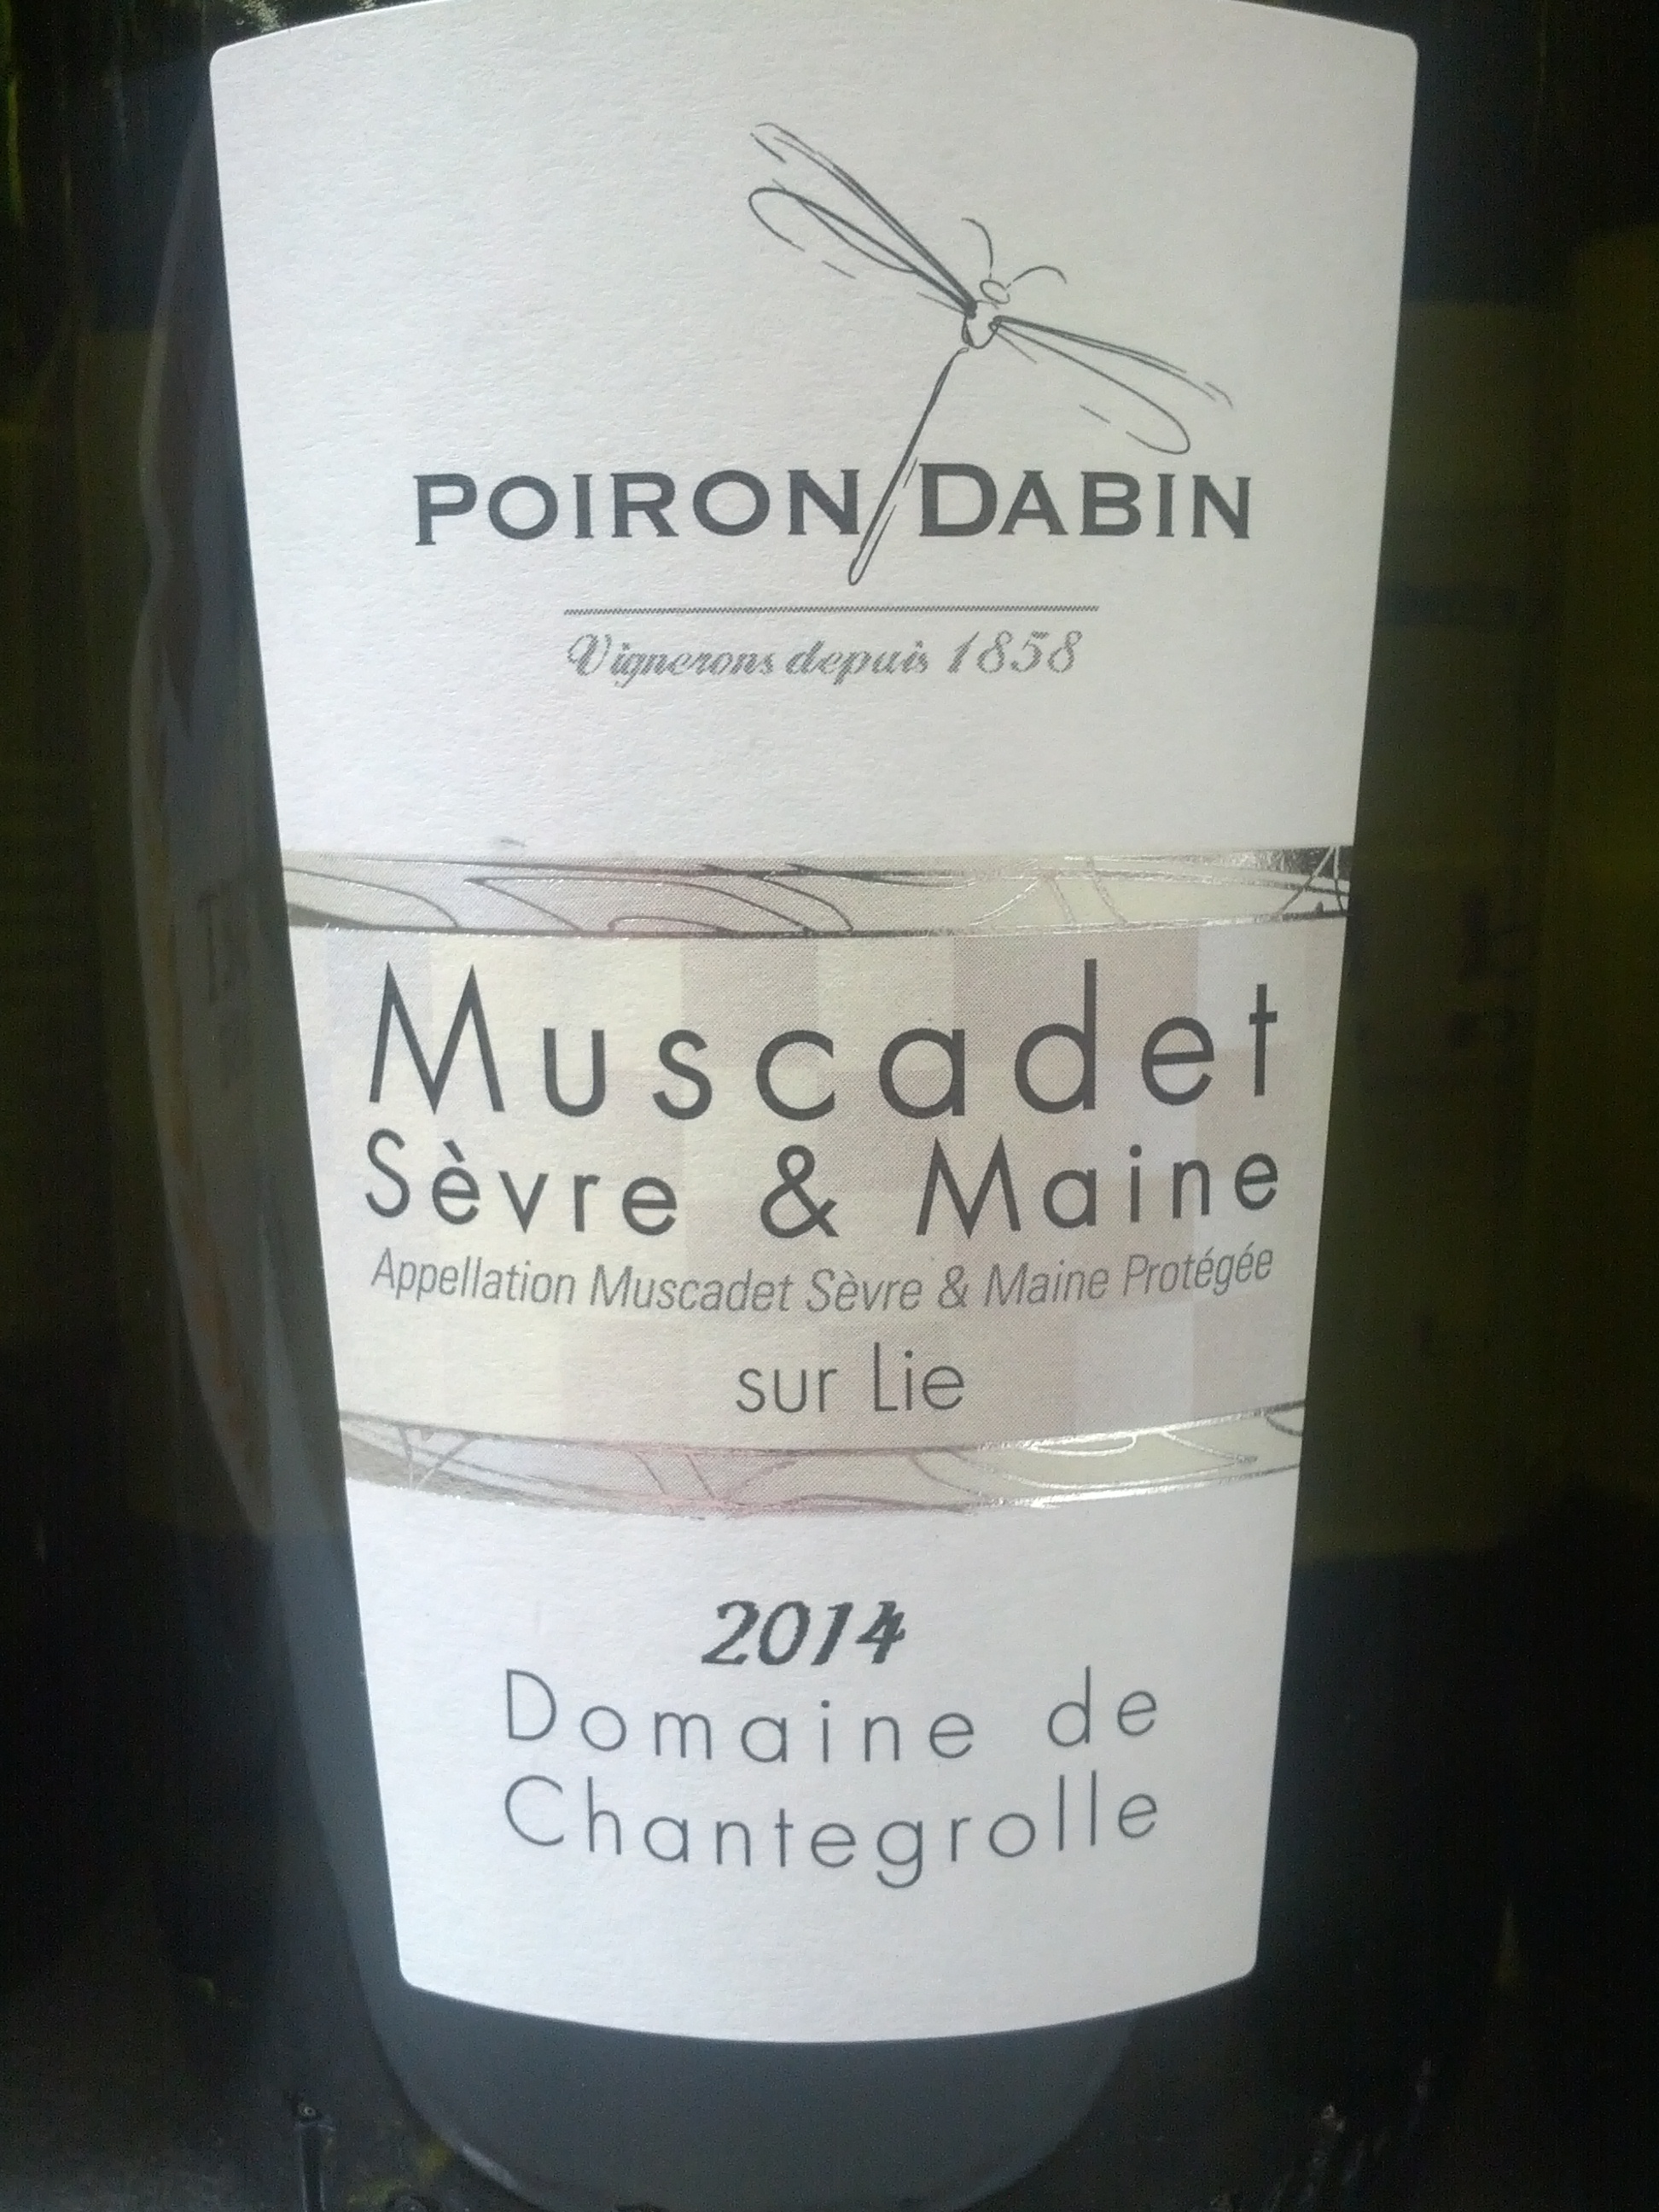 POIRON DABIN
Vignerons depuis 1858
Muscadet
Sèvre & Maine
Appellation Muscadet Sèvre & Maine Protégée
sur Lie
2014
Domaine de
Chantegrolle